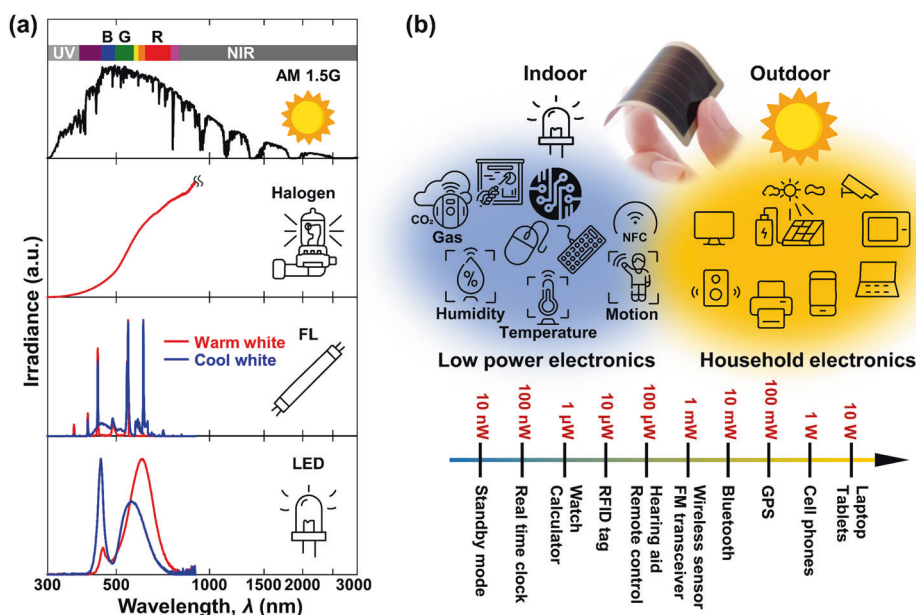 (a)
B G R
UV NIR
AM 1.5G
Halogen
FL
Warm white
Cool white
LED
Irradiance (a.u.)
300 500 1000 1500 2000 3000
Wavelength, λ (nm)
(b)
Indoor
Outdoor
CO₂
Gas
NFC
Humidity
Temperature
Motion
Low power electronics
Household electronics
10 nW
100 nW
1 μW
10 μW
100 μW
1 mW
10 mW
100 mW
1 W
10 W
Standby mode
Real time clock
Watch
Calculator
RFID tag
Hearing aid
Remote control
Wireless sensor
FM transceiver
Bluetooth
GPS
Cell phones
Laptop
Tablets